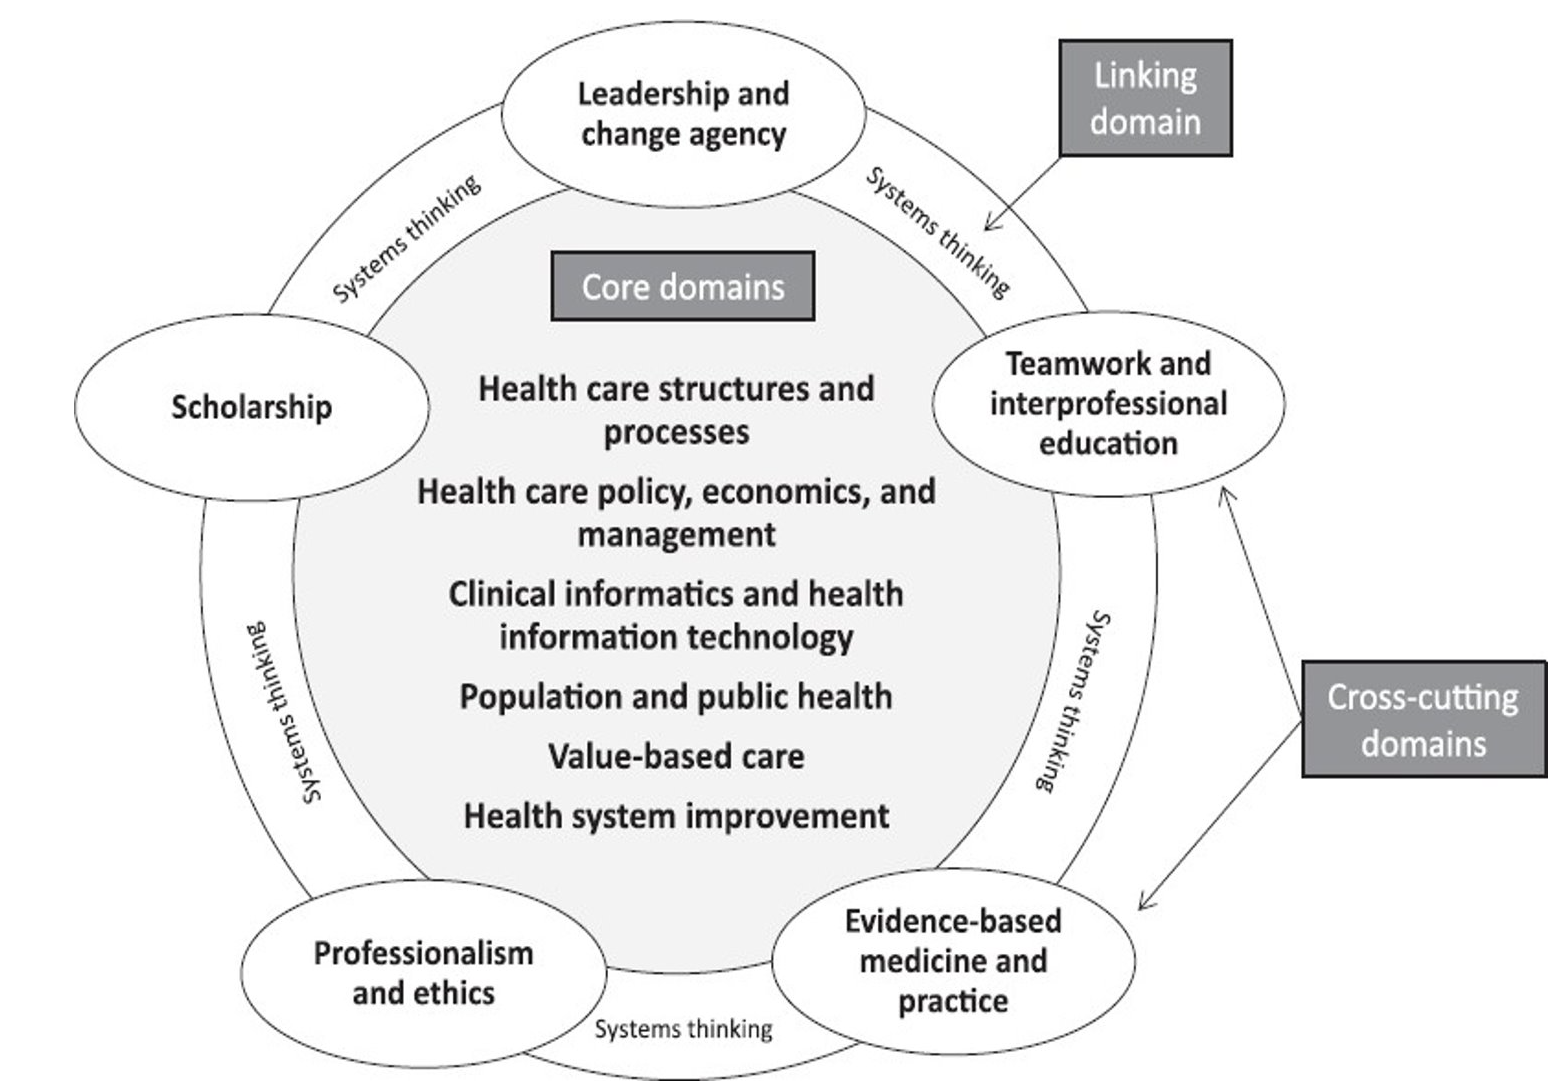 Leadership and
change agency
Linking
domain
Systems thinking
Systems thinking
Core domains
Scholarship
Teamwork and
interprofessional
education
Health care structures and
processes
Health care policy, economics, and
management
Clinical informatics and health
information technology
Population and public health
Value-based care
Health system improvement
Systems thinking
Systems thinking
Cross-cutting
domains
Professionalism
and ethics
Evidence-based
medicine and
practice
Systems thinking